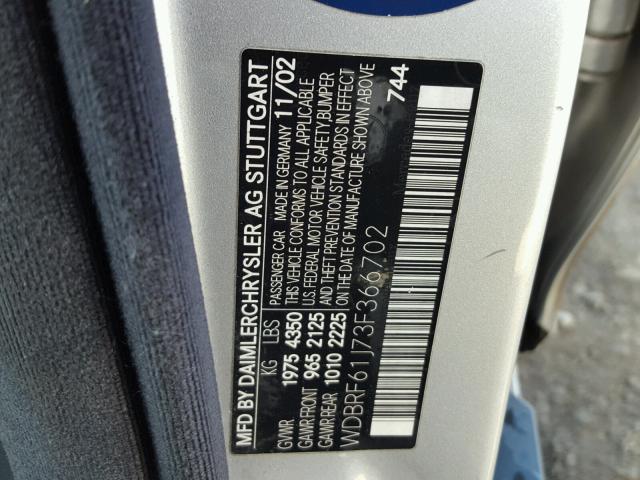 MFD BY DAIMLERCHRYSLER AG STUTTGART
KG LBS PASSENGER CAR MADE IN GERMANY 11/02
GVWR 1975 4350 THIS VEHICLE CONFORMS TO ALL APPLICABLE
GAWR FRONT 965 2125 U.S. FEDERAL MOTOR VEHICLE SAFETY,BUMPER
GAWR REAR 1010 2225 AND THEFT PREVENTION STANDARDS IN EFFECT
ON THE DATE OF MANUFACTURE SHOWN ABOVE
WDBRF61J73F366702
744